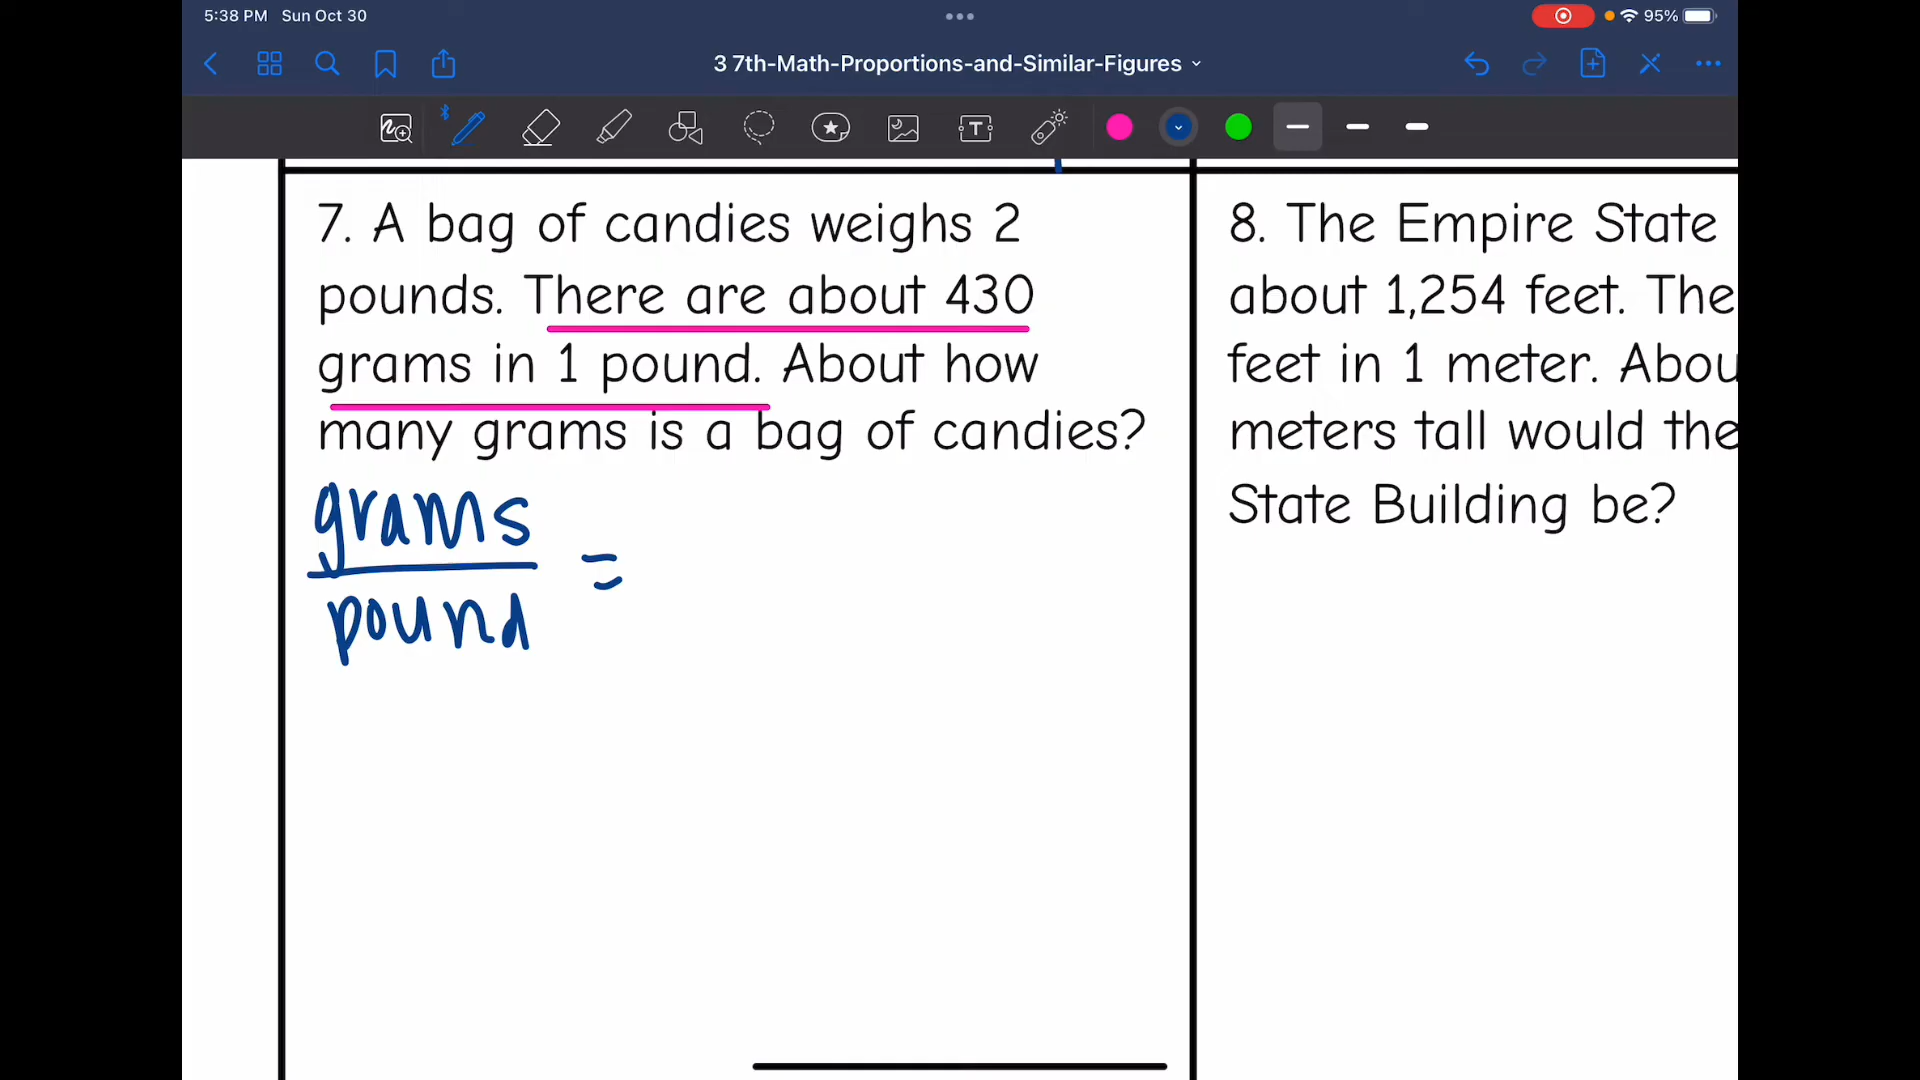 5:38 PM Sun Oct 30
95%
3 7th-Math-Proportions-and-Similar-Figures
T
7. A bag of candies weighs 2
pounds. There are about 430
grams in 1 pound. About how
many grams is a bag of candies?
grams
pound
=
8. The Empire State
about 1,254 feet. The
feet in 1 meter. Abou
meters tall would the
State Building be?